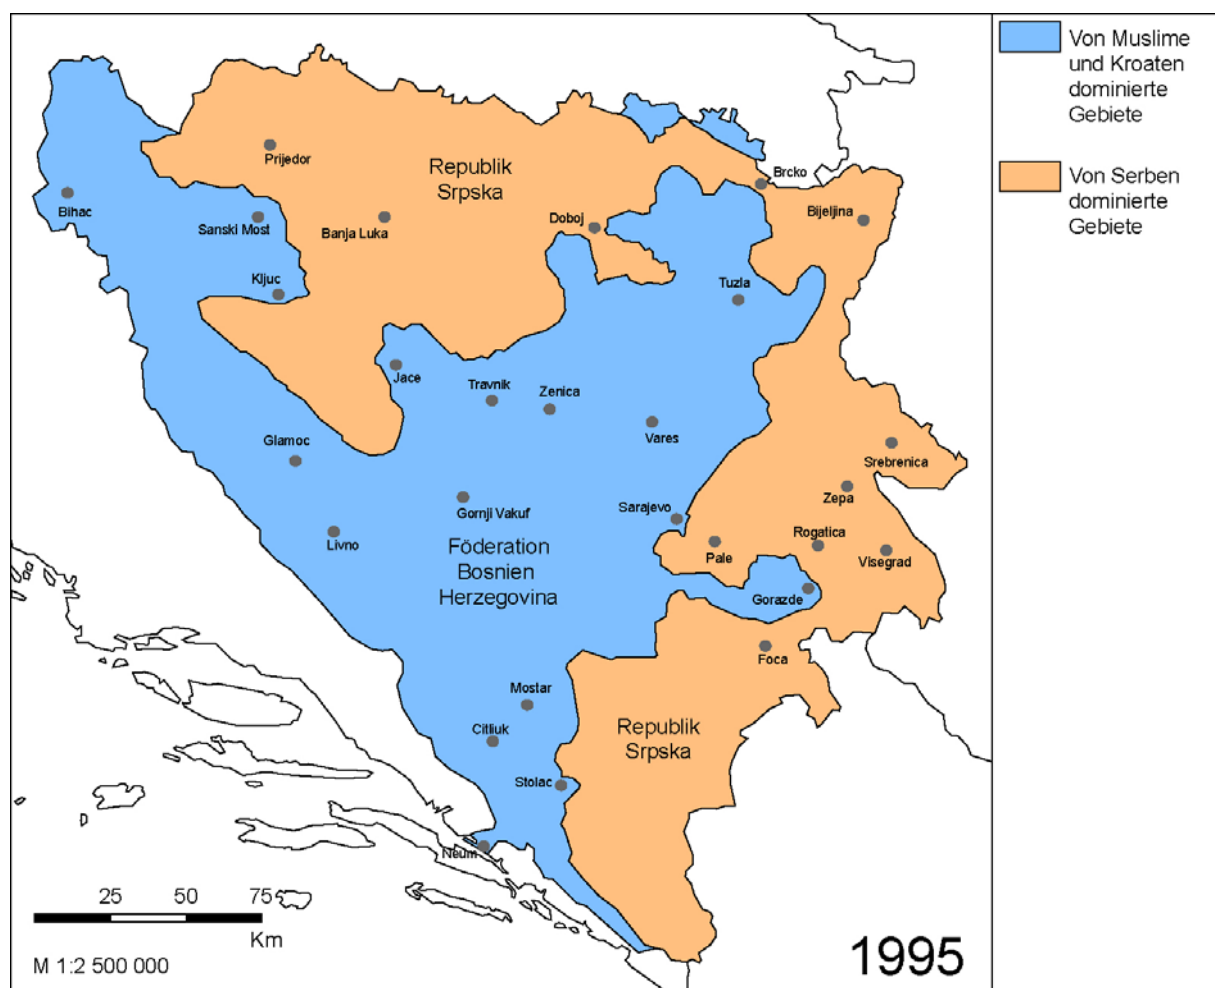 Von Muslime
und Kroaten
dominierte
Gebiete
Von Serben
dominierte
Gebiete
Prijedor
Republik
Srpska
Brcko
Bihac
Sanski Most
Banja Luka
Doboj
Bijeljina
Kljuc
Tuzla
Jace
Travnik
Zenica
Vares
Glamoc
Srebrenica
Zepa
Gornji Vakuf
Sarajevo
Livno
Rogatica
Pale
Visegrad
Föderation
Bosnien
Herzegovina
Gorazde
Foca
Mostar
Citliuk
Republik
Srpska
Stolac
Neum
25 50 75
Km
M 1:2 500 000
1995